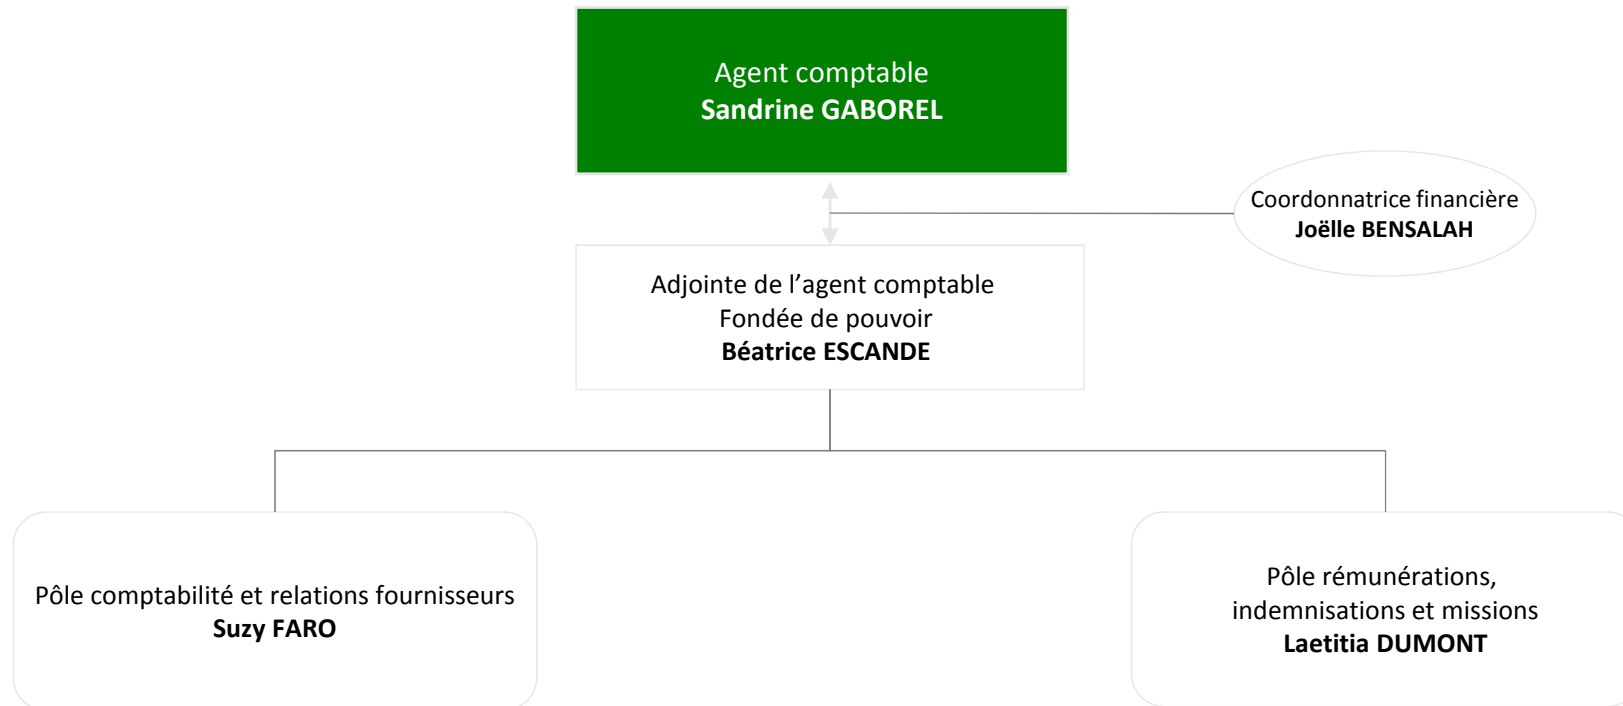 Agent comptable
Sandrine GABOREL
Coordonnatrice financière
Joëlle BENSALAH
Adjointe de l’agent comptable
Fondée de pouvoir
Béatrice ESCANDE
Pôle comptabilité et relations fournisseurs
Suzy FARO
Pôle rémunérations,
indemnisations et missions
Laetitia DUMONT